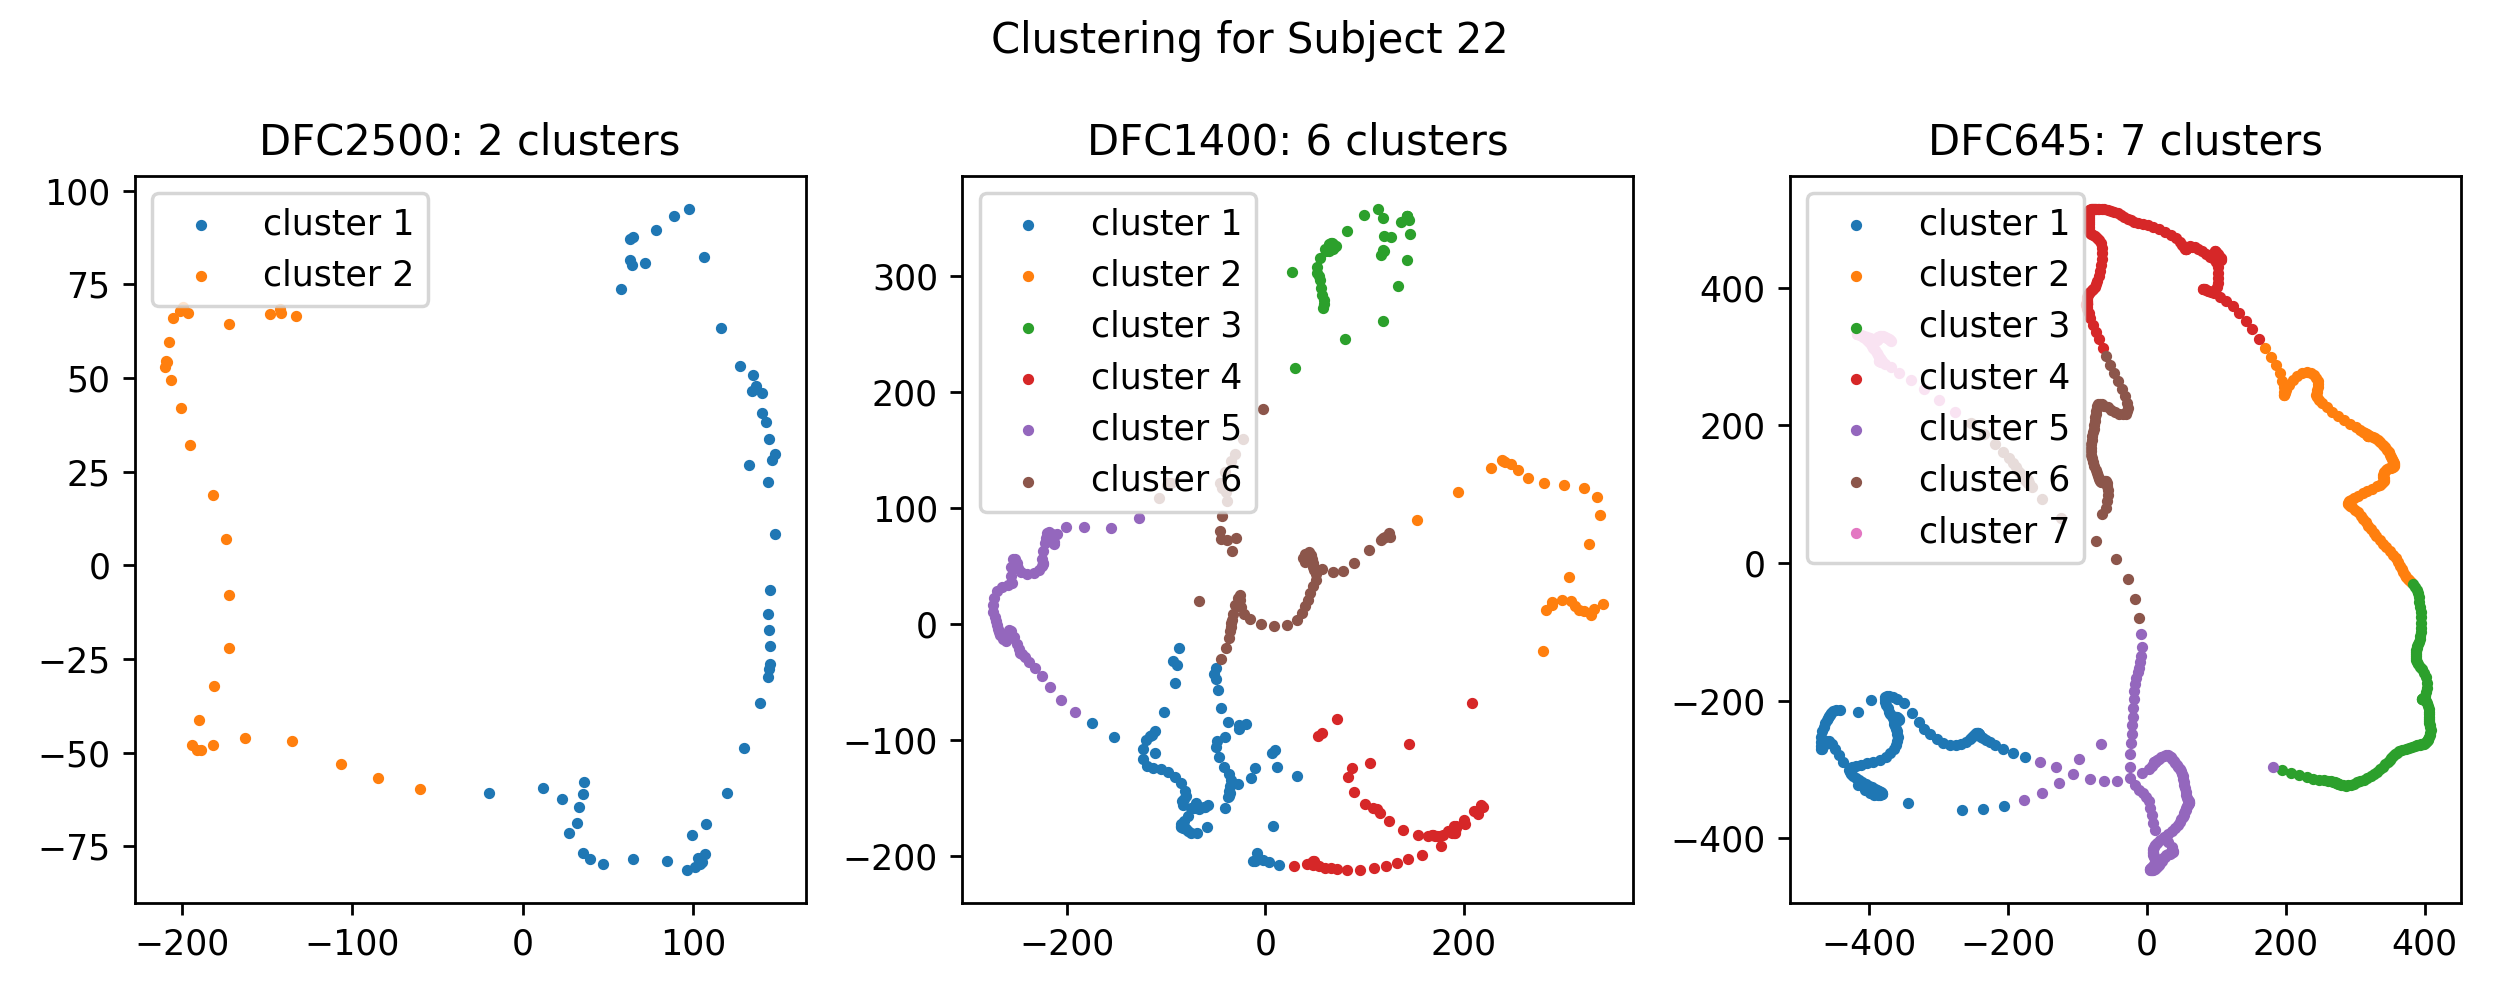 Clustering for Subject 22
DFC2500: 2 clusters
100
75
50
25
0
−25
−50
−75
−200
−100
0
100
cluster 1
cluster 2
DFC1400: 6 clusters
300
200
100
0
−100
−200
−200
0
200
cluster 1
cluster 2
cluster 3
cluster 4
cluster 5
cluster 6
DFC645: 7 clusters
400
200
0
−200
−400
−400
−200
0
200
400
cluster 1
cluster 2
cluster 3
cluster 4
cluster 5
cluster 6
cluster 7